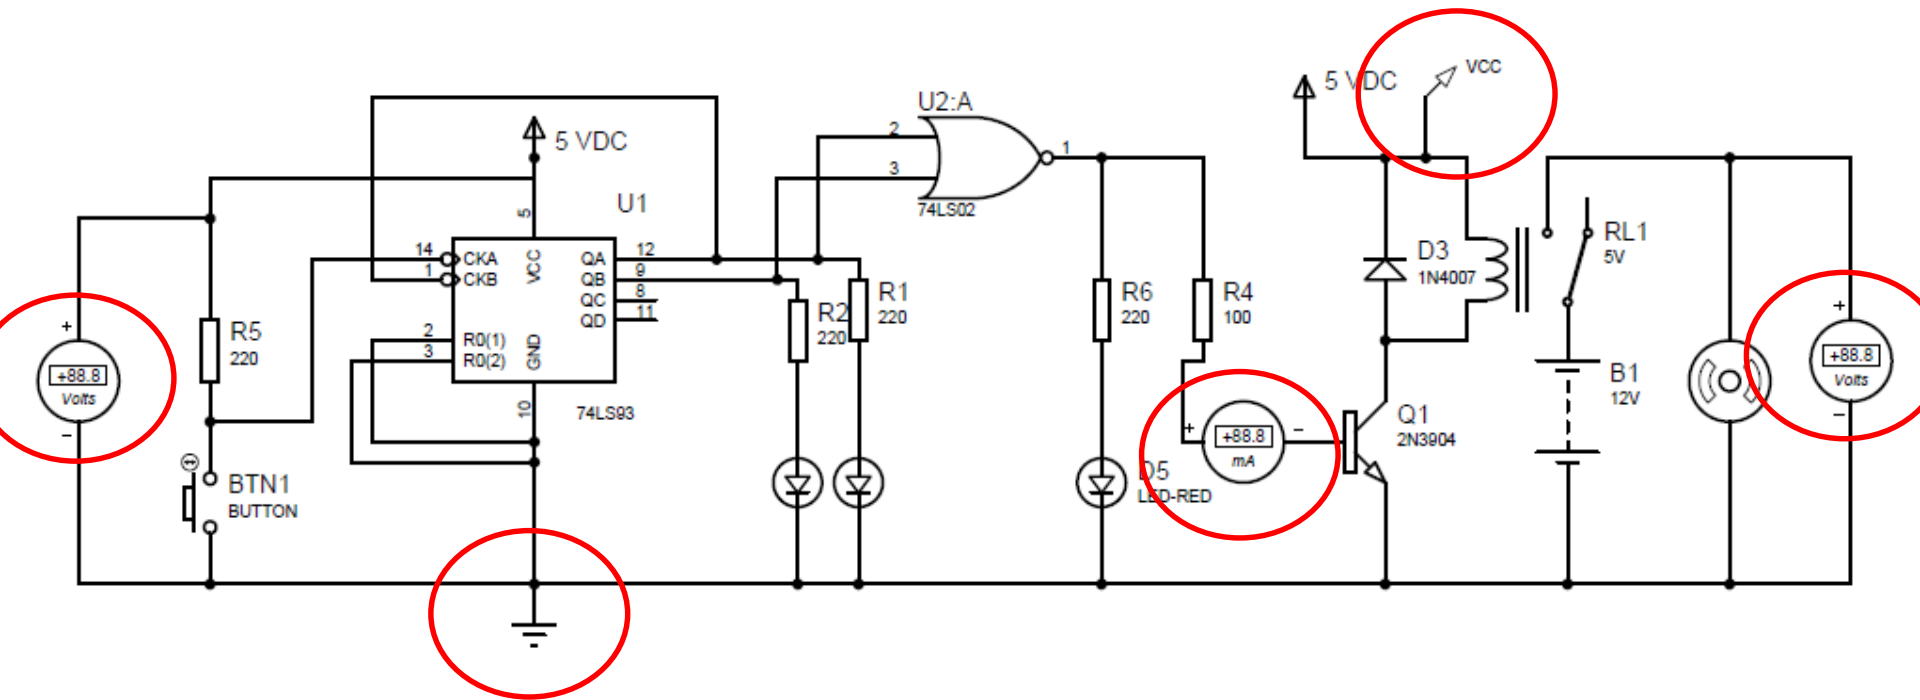 VCC
5 VDC
U2:A
2
1
5 VDC
3
74LS02
U1
5
14
CKA
VCC
QA
12
1
CKB
QB
9
QC
8
QD
11
2
R0(1)
3
R0(2)
GND
10
74LS93
+
+88.8
Volts
−
R5
220
BTN1
BUTTON
R2
220
R1
220
R6
220
R4
100
D3
1N4007
RL1
5V
+
+88.8
mA
−
D5
LED-RED
Q1
2N3904
B1
12V
+
+88.8
Volts
−